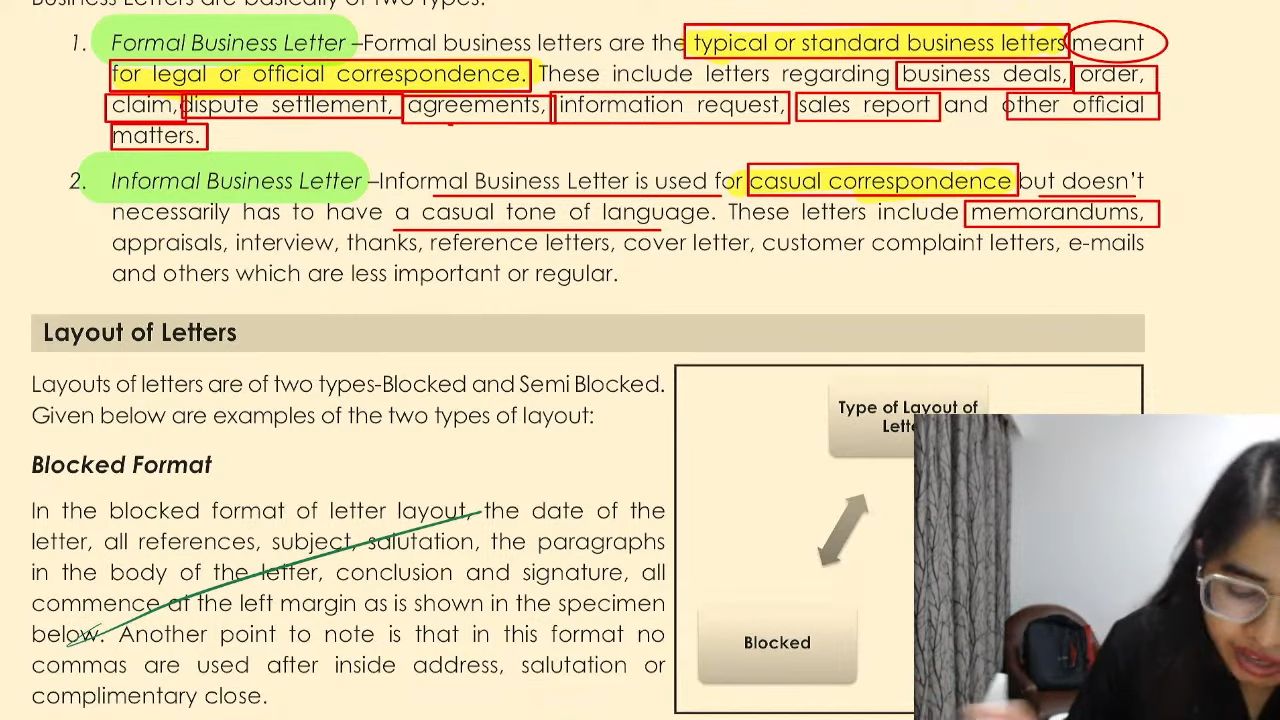 Business Letters are basically of two types:
1. Formal Business Letter –Formal business letters are the typical or standard business letters meant
for legal or official correspondence. These include letters regarding business deals, order,
claim, dispute settlement, agreements, information request, sales report and other official
matters.
2. Informal Business Letter –Informal Business Letter is used for casual correspondence but doesn't
necessarily has to have a casual tone of language. These letters include memorandums,
appraisals, interview, thanks, reference letters, cover letter, customer complaint letters, e-mails
and others which are less important or regular.
Layout of Letters
Layouts of letters are of two types-Blocked and Semi Blocked.
Given below are examples of the two types of layout:
Blocked Format
In the blocked format of letter layout, the date of the
letter, all references, subject, salutation, the paragraphs
in the body of the letter, conclusion and signature, all
commence at the left margin as is shown in the specimen
below. Another point to note is that in this format no
commas are used after inside address, salutation or
complimentary close.
Type of Layout of
Blocked